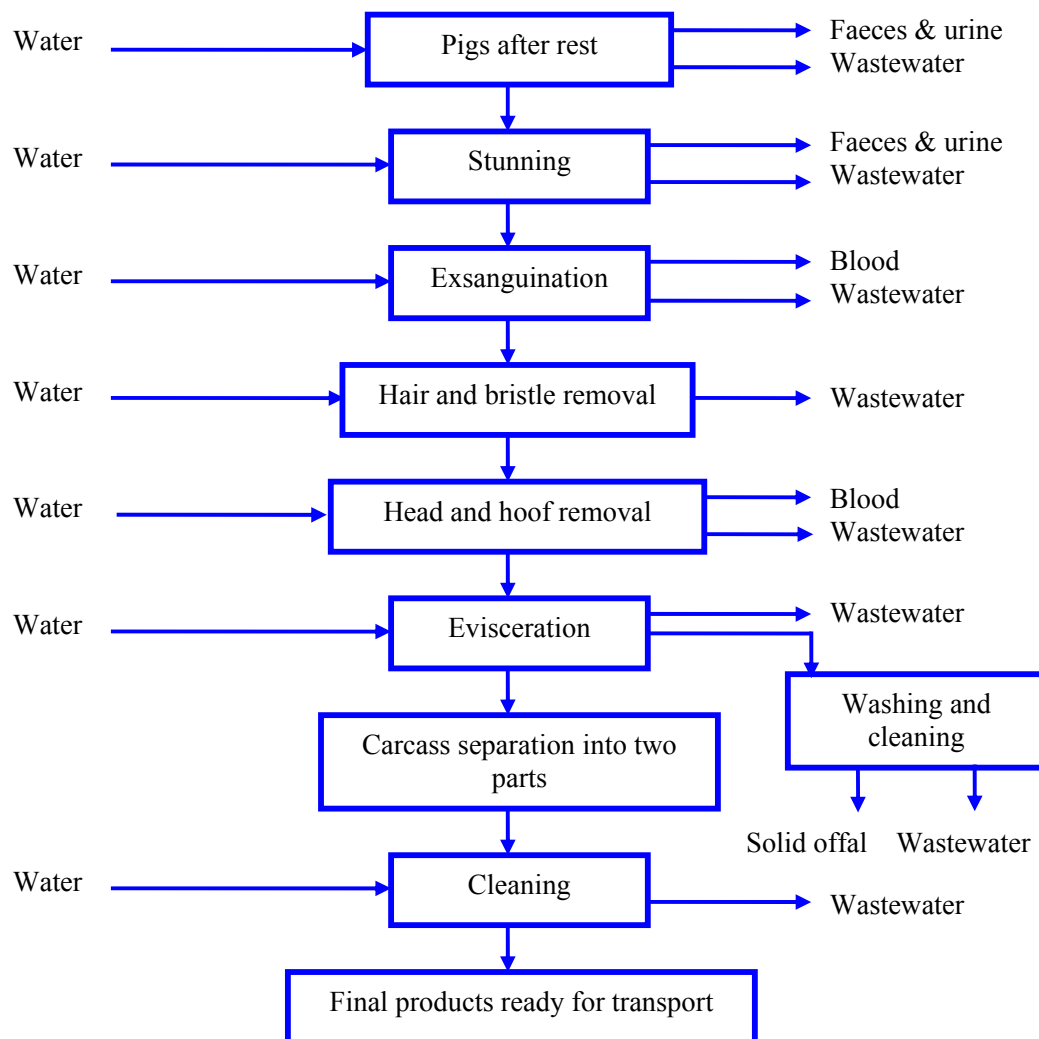 Water
Pigs after rest
Faeces & urine
Wastewater
Water
Stunning
Faeces & urine
Wastewater
Water
Exsanguination
Blood
Wastewater
Water
Hair and bristle removal
Wastewater
Water
Head and hoof removal
Blood
Wastewater
Water
Evisceration
Wastewater
Washing and
cleaning
Carcass separation into two
parts
Solid offal
Wastewater
Water
Cleaning
Wastewater
Final products ready for transport